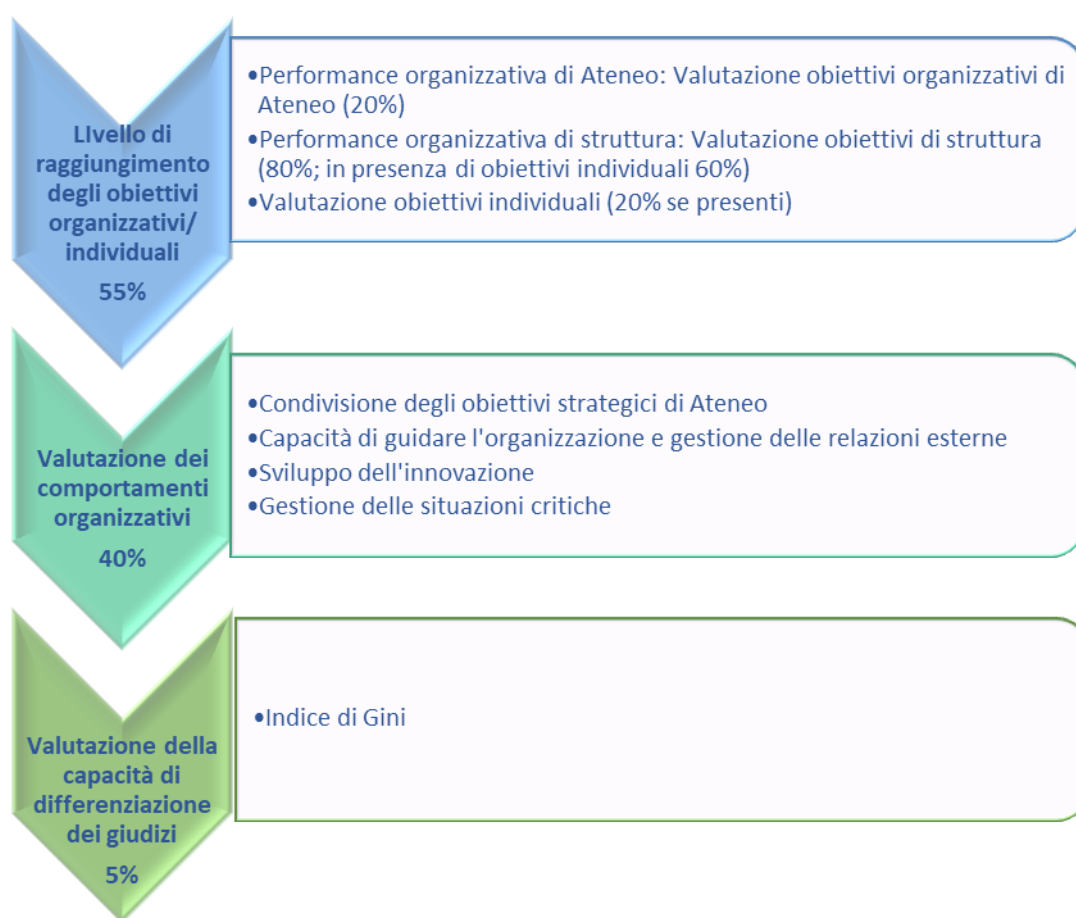 LIvello di
raggiungimento
degli obiettivi
organizzativi/
individuali
55%
•Performance organizzativa di Ateneo: Valutazione obiettivi organizzativi di
Ateneo (20%)
•Performance organizzativa di struttura: Valutazione obiettivi di struttura
(80%; in presenza di obiettivi individuali 60%)
•Valutazione obiettivi individuali (20% se presenti)
Valutazione dei
comportamenti
organizzativi
40%
•Condivisione degli obiettivi strategici di Ateneo
•Capacità di guidare l'organizzazione e gestione delle relazioni esterne
•Sviluppo dell'innovazione
•Gestione delle situazioni critiche
Valutazione della
capacità di
differenziazione
dei giudizi
5%
•Indice di Gini